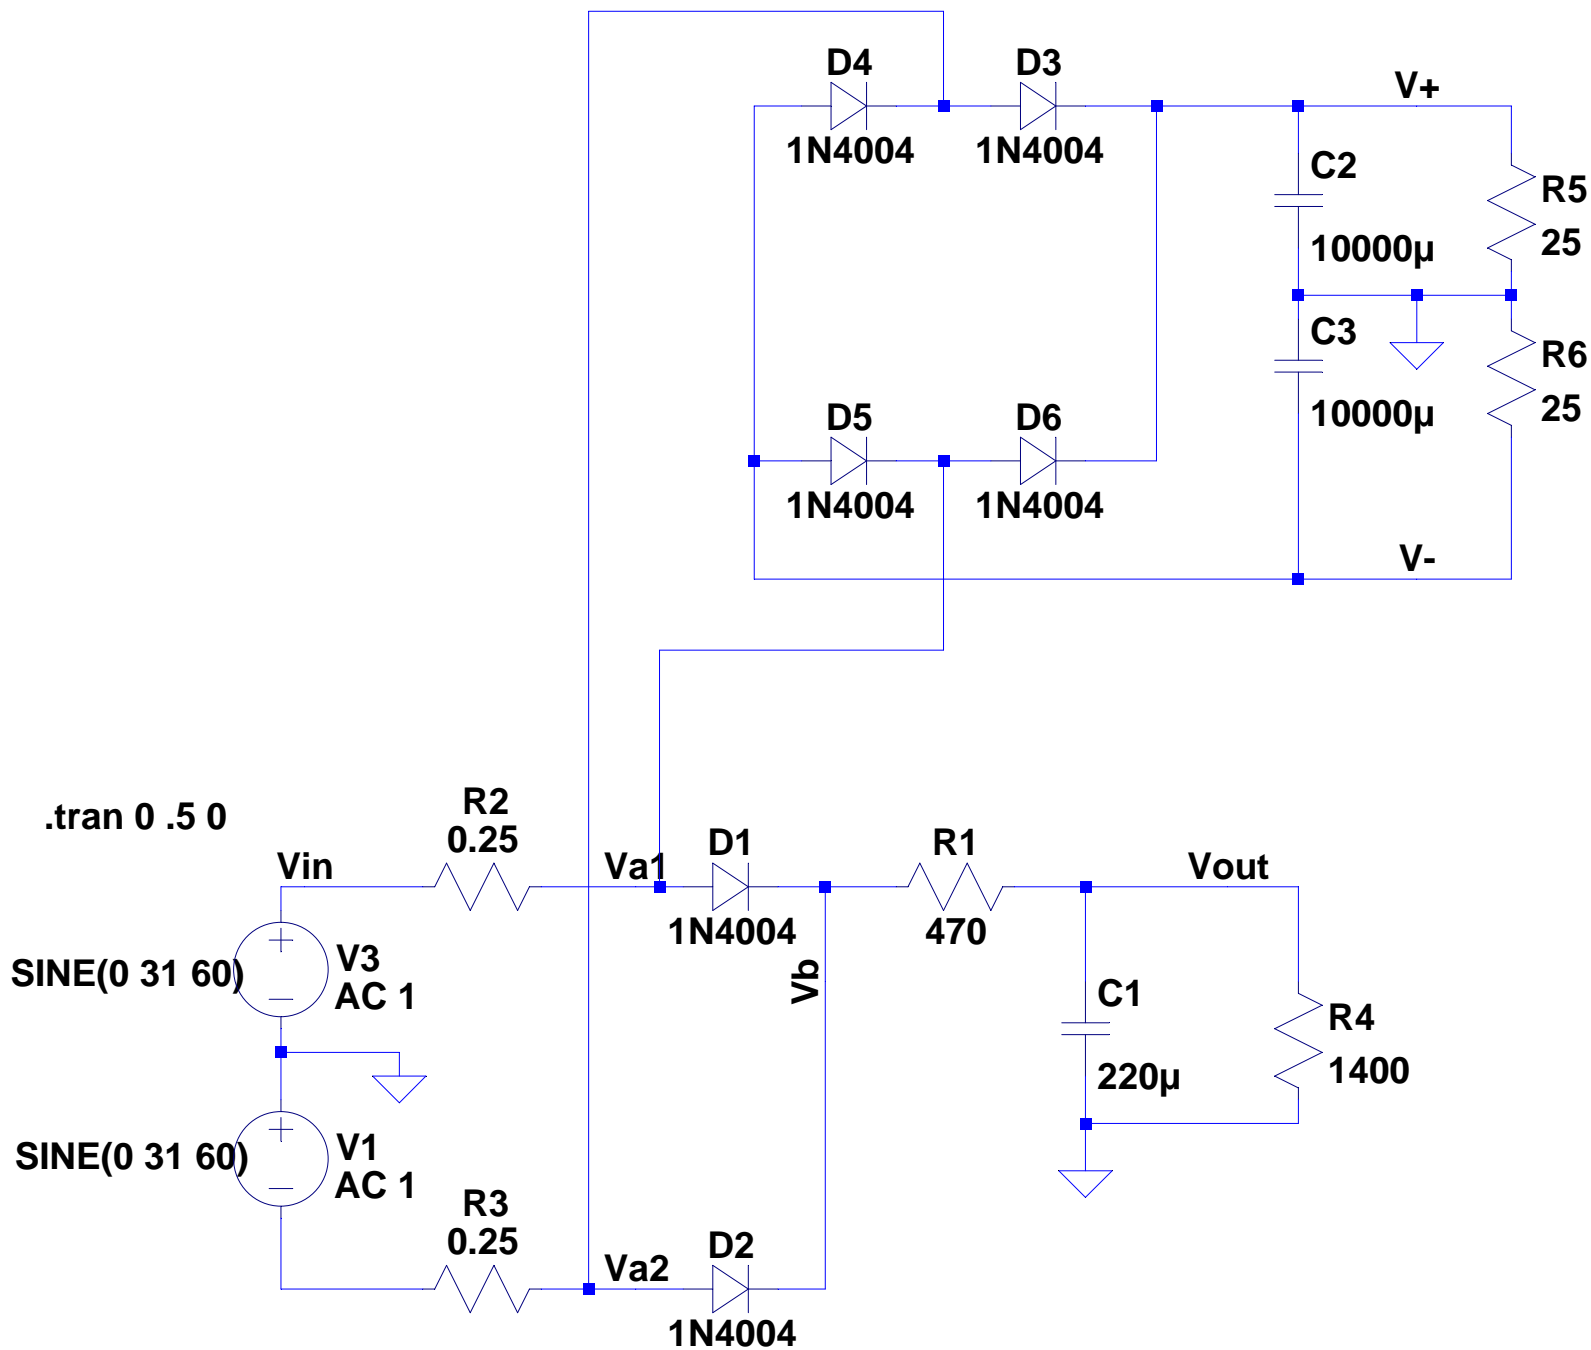 D4
1N4004
D3
1N4004
V+
C2
10000µ
R5
25
C3
10000µ
R6
25
D5
1N4004
D6
1N4004
V-
.tran 0 .5 0
R2
0.25
Vin
Va1
D1
1N4004
R1
470
Vout
Vb
SINE(0 31 60)
V3
AC 1
C1
220µ
R4
1400
SINE(0 31 60)
V1
AC 1
R3
0.25
Va2
D2
1N4004